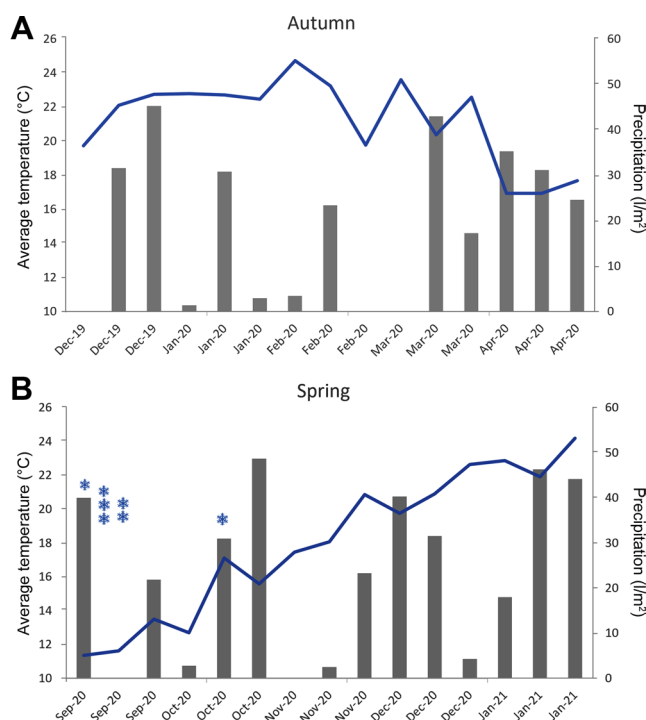 A
Autumn
26
24
22
20
18
16
14
12
10
Average temperature (°C)
60
50
40
30
20
10
0
Precipitation (l/m²)
Dec-19
Dec-19
Dec-19
Jan-20
Jan-20
Jan-20
Feb-20
Feb-20
Feb-20
Mar-20
Mar-20
Mar-20
Apr-20
Apr-20
Apr-20
B
Spring
26
24
22
20
18
16
14
12
10
Average temperature (°C)
60
50
40
30
20
10
0
Precipitation (l/m²)
*
***
**
*
Sep-20
Sep-20
Sep-20
Oct-20
Oct-20
Oct-20
Nov-20
Nov-20
Nov-20
Dec-20
Dec-20
Dec-20
Jan-21
Jan-21
Jan-21